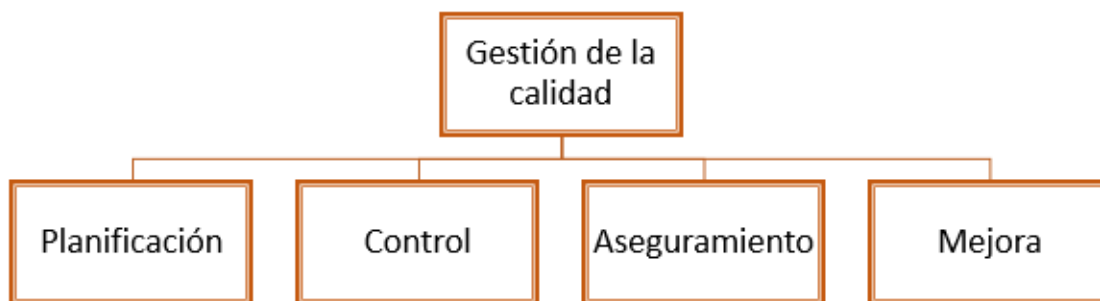 Gestión de la
calidad
Planificación
Control
Aseguramiento
Mejora